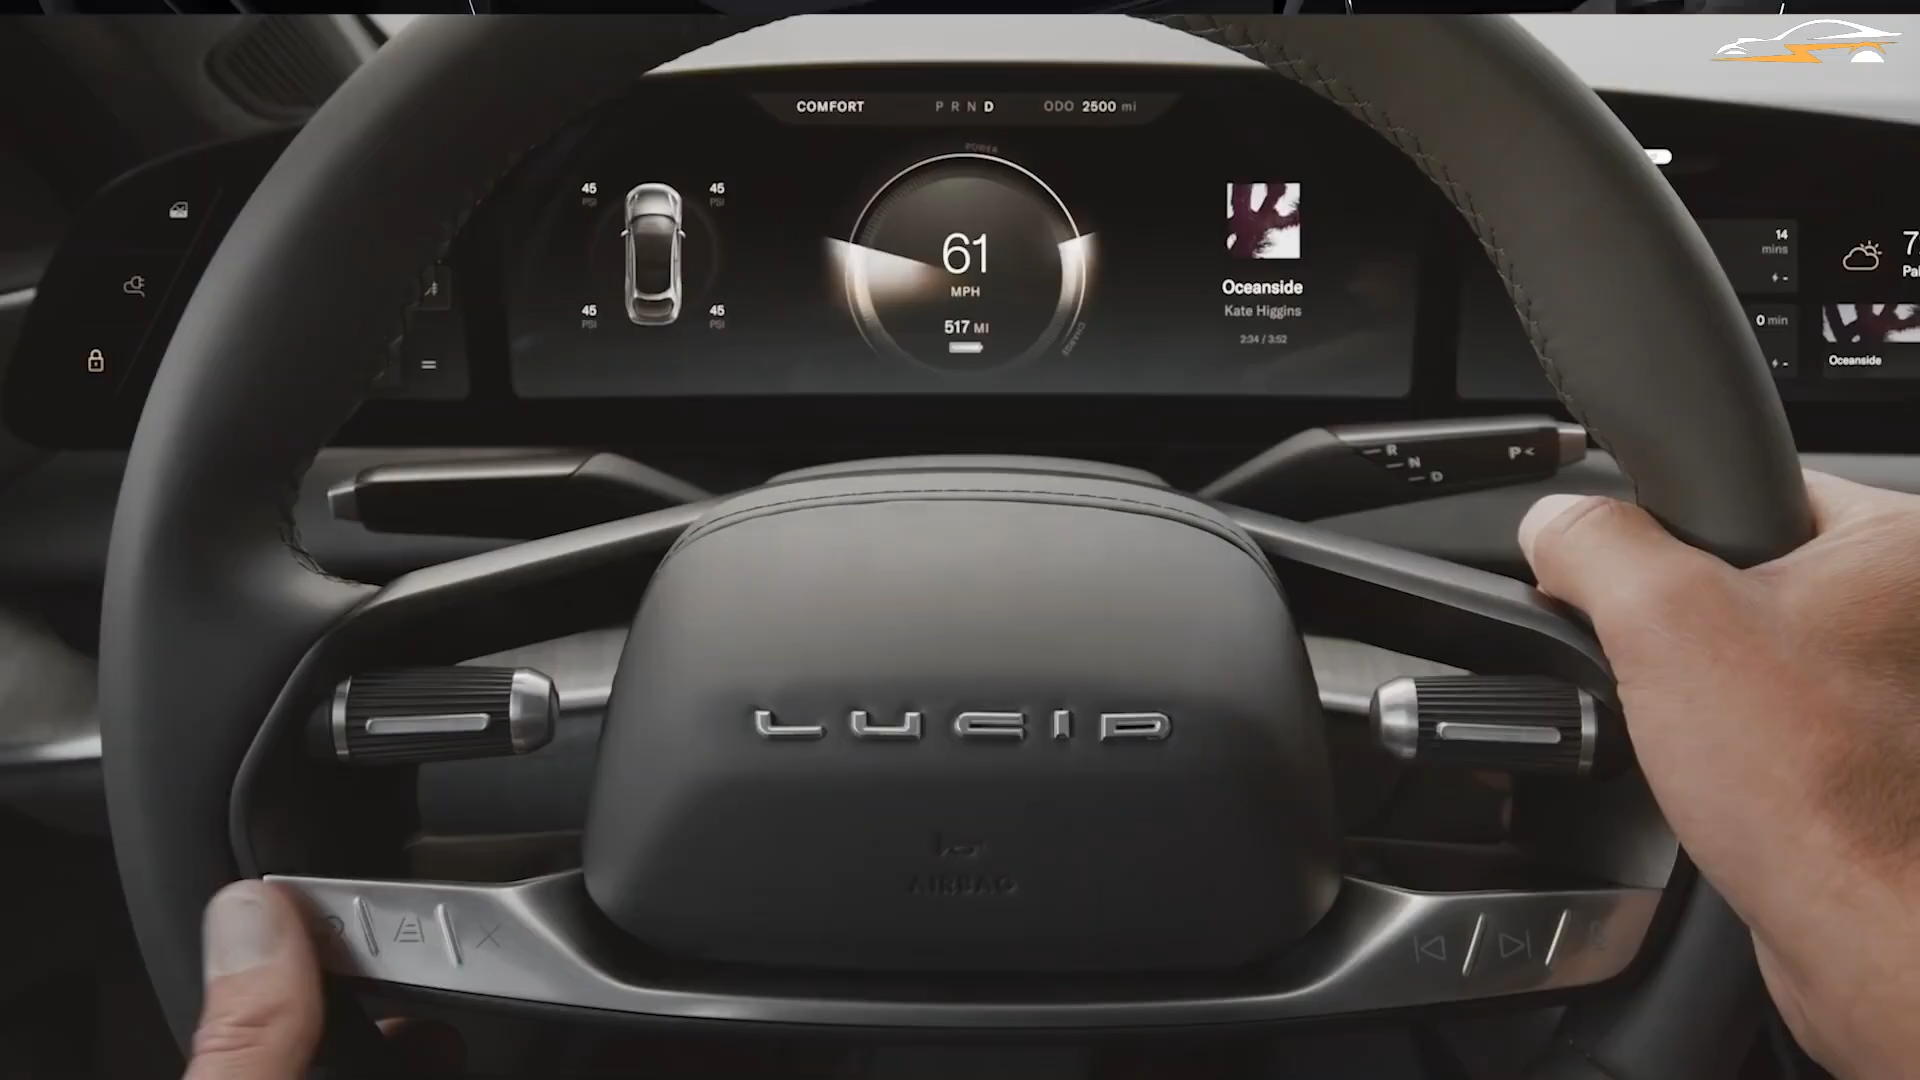 COMFORT
P R N D
ODO 2500 mi
POWER
45 PSI
45 PSI
45 PSI
45 PSI
61
MPH
517 MI
CHARGE
Oceanside
Kate Higgins
2:34 / 3:52
14
mins
0 min
Oceanside
R
N
D
P <
LUCID
AIRBAG